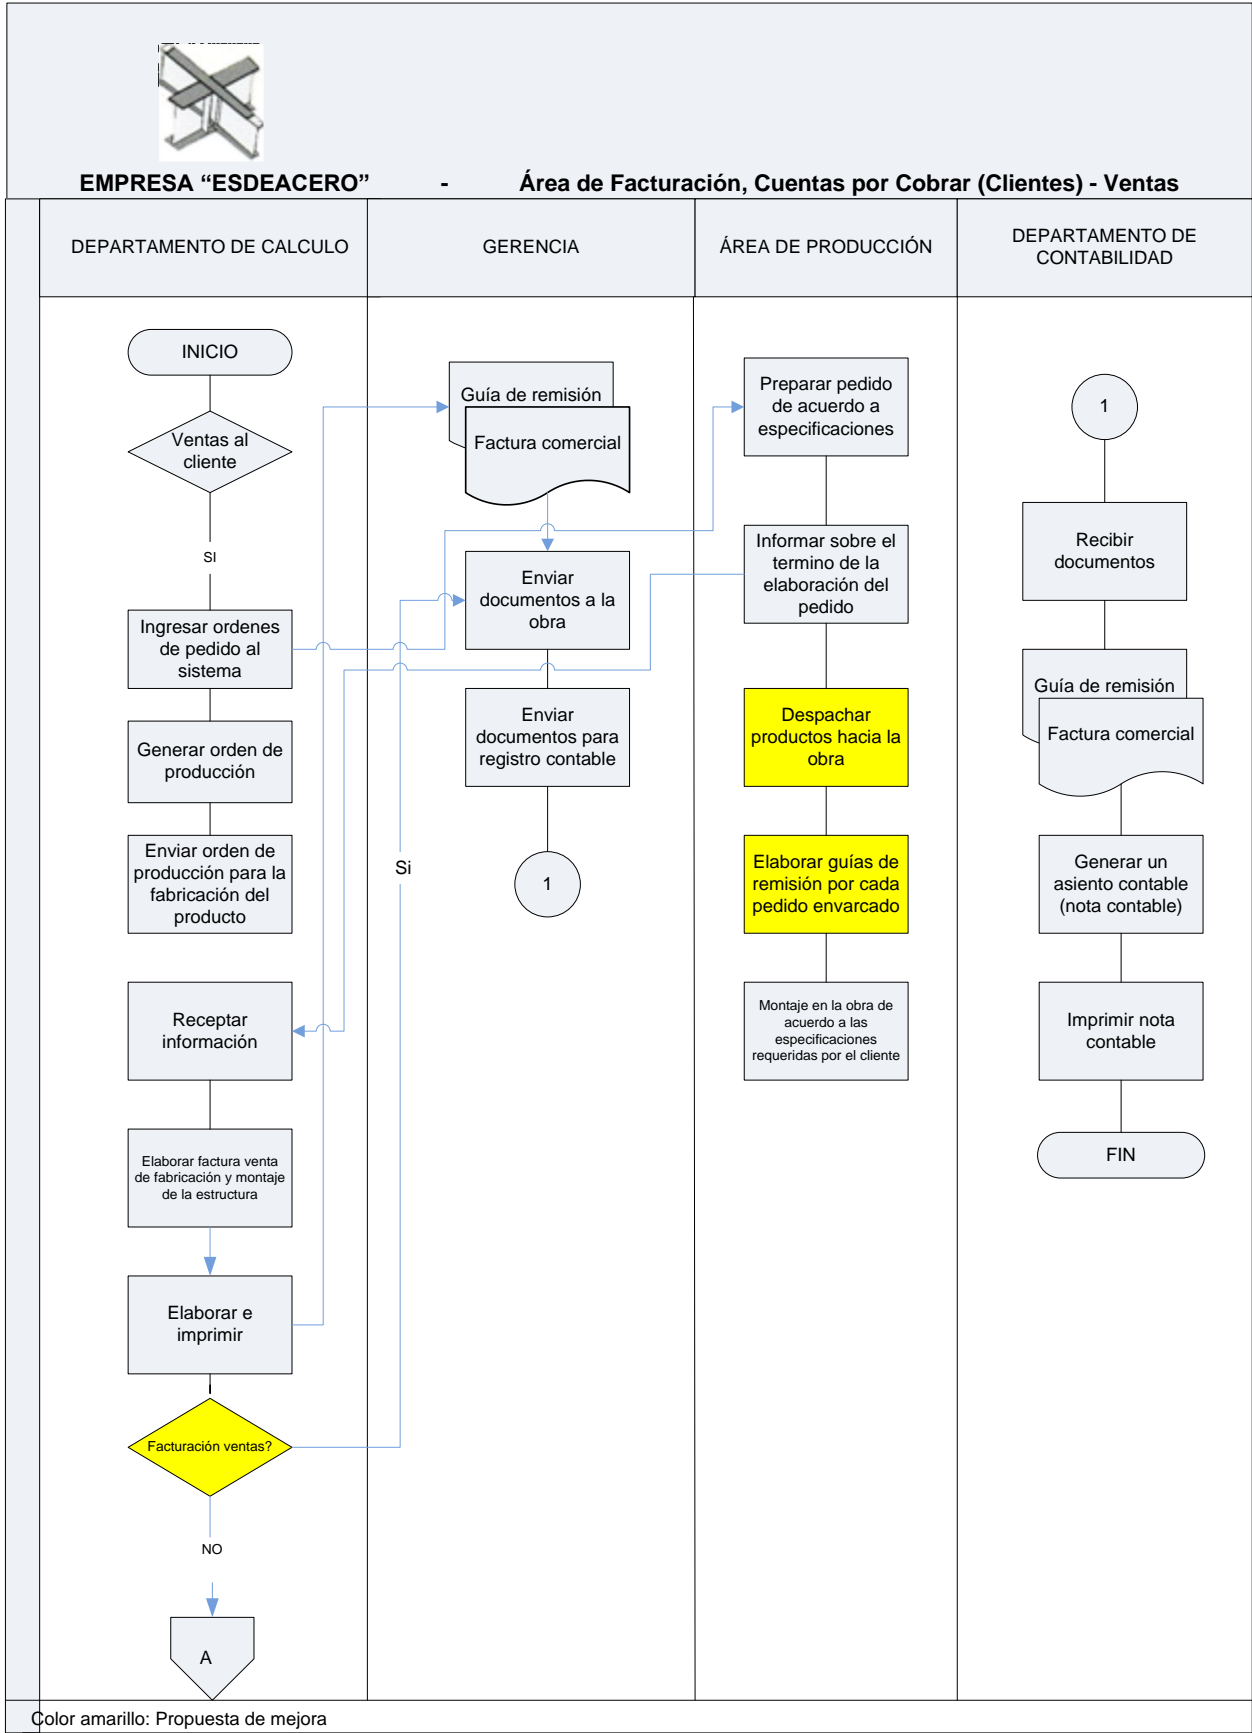 EMPRESA “ESDEACERO” - Área de Facturación, Cuentas por Cobrar (Clientes) - Ventas
DEPARTAMENTO DE CALCULO
GERENCIA
ÁREA DE PRODUCCIÓN
DEPARTAMENTO DE
CONTABILIDAD
INICIO
Ventas al
cliente
SI
Ingresar ordenes
de pedido al
sistema
Generar orden de
producción
Enviar orden de
producción para la
fabricación del
producto
Receptar
información
Elaborar factura venta
de fabricación y montaje
de la estructura
Elaborar e
imprimir
Facturación ventas?
NO
A
Guía de remisión
Factura comercial
Enviar
documentos a la
obra
Enviar
documentos para
registro contable
Si
1
Preparar pedido
de acuerdo a
especificaciones
Informar sobre el
termino de la
elaboración del
pedido
Despachar
productos hacia la
obra
Elaborar guías de
remisión por cada
pedido envarcado
Montaje en la obra de
acuerdo a las
especificaciones
requeridas por el cliente
1
Recibir
documentos
Guía de remisión
Factura comercial
Generar un
asiento contable
(nota contable)
Imprimir nota
contable
FIN
Color amarillo: Propuesta de mejora